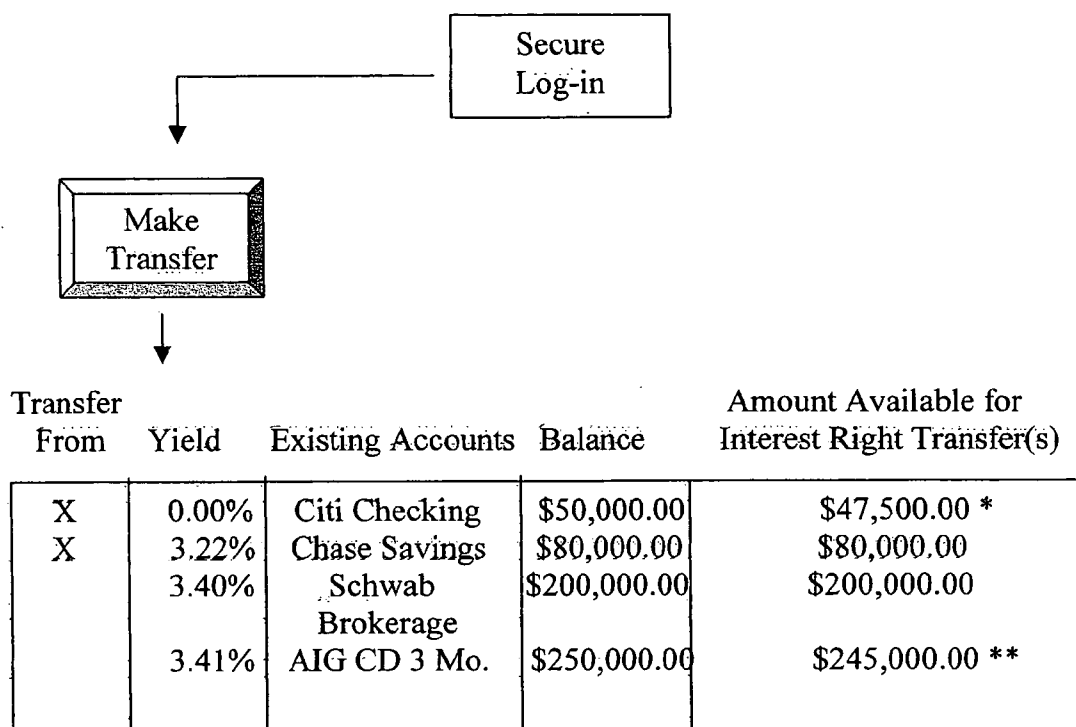 Secure
Log-in
Make
Transfer
Transfer
From Yield Existing Accounts Balance Amount Available for
Interest Right Transfer(s)
X 0.00% Citi Checking $50,000.00 $47,500.00 *
X 3.22% Chase Savings $80,000.00 $80,000.00
3.40% Schwab $200,000.00 $200,000.00
Brokerage
3.41% AIG CD 3 Mo. $250,000.00 $245,000.00 **